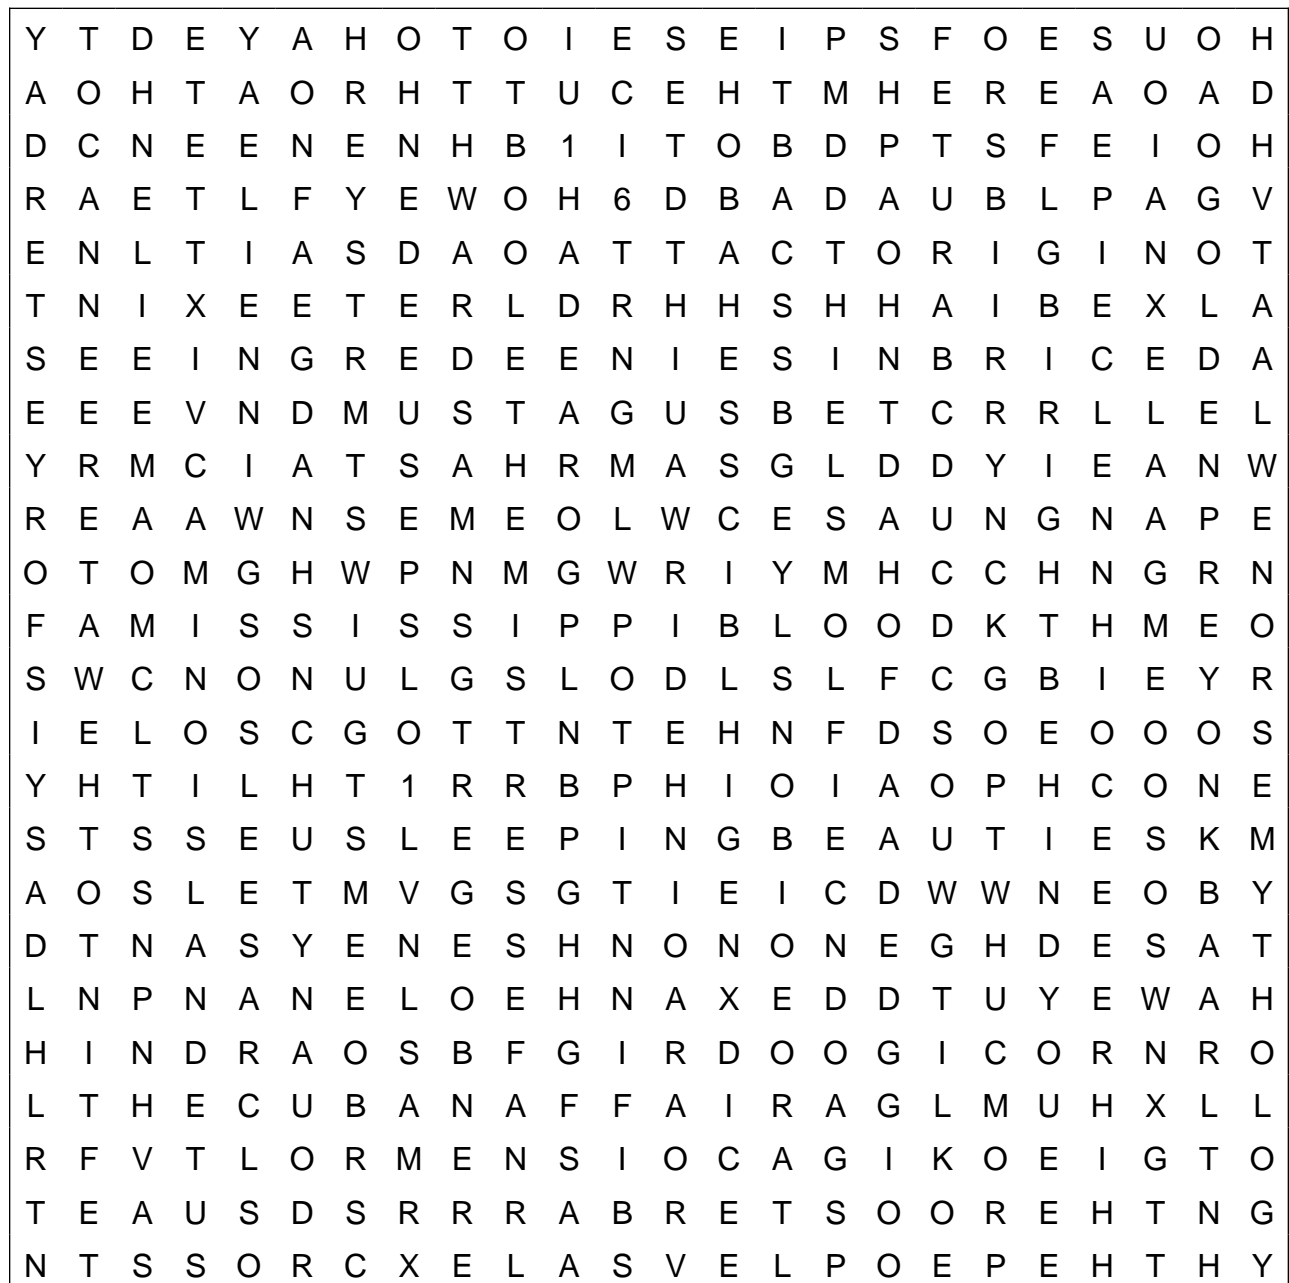 Y T D E Y A H O T O I E S E I P S F O E S U O H
A O H T A O R H T T U C E H T M H E R E A O A D
D C N E E N E N H B 1 I T O B D P T S F E I O H
R A E T L F Y E W O H 6 D B A D A U B L P A G V
E N L T I A S D A O A T T A C T O R I G I N O T
T N I X E E T E R L D R H H S H H A I B E X L A
S E E I N G R E D E E N I E S I N B R I C E D A
E E E V N D M U S T A G U S B E T C R R L L E L
Y R M C I A T S A H R M A S G L D D Y I E A N W
R E A A W N S E M E O L W C E S A U N G N A P E
O T O M G H W P N M G W R I Y M H C C H N G R N
F A M I S S I S S I P P I B L O O D K T H M E O
S W C N O N U L G S L O D L S L F C G B I E Y R
I E L O S C G O T T N T E H N F D S O E O O O S
Y H T I L H T 1 R R B P H I O I A O P H C O N E
S T S S E U S L E E P I N G B E A U T I E S K M
A O S L E T M V G S G T I E I C D W W N E O B Y
D T N A S Y E N E S H N O N O N E G H D E S A T
L N P N A N E L O E H N A X E D D T U Y E W A H
H I N D R A O S B F G I R D O O G I C O R N R O
L T H E C U B A N A F F A I R A G L M U H X L L
R F V T L O R M E N S I O C A G I K O E I G T O
T E A U S D S R R R A B R E T S O O R E H T N G
N T S S O R C X E L A S V E L P O E P E H T H Y